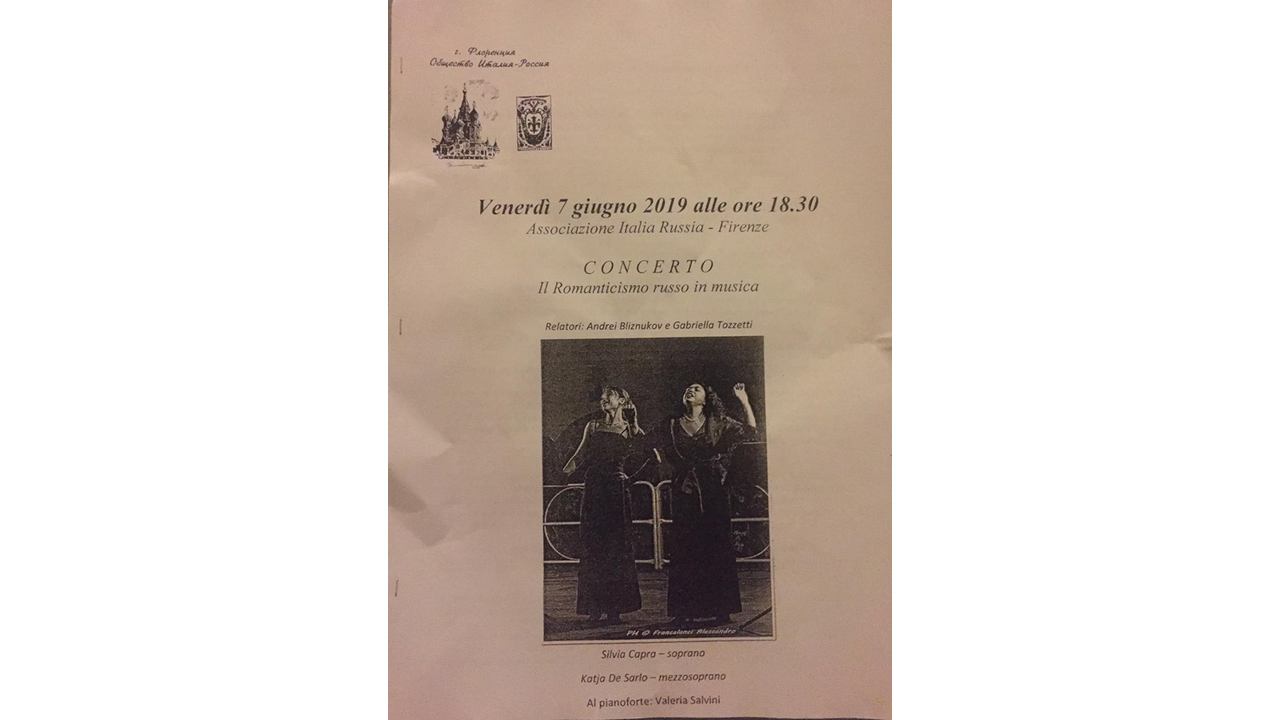 г. Флоренция
Общество Италия-Россия
Venerdì 7 giugno 2019 alle ore 18.30
Associazione Italia Russia - Firenze
CONCERTO
Il Romanticismo russo in musica
Relatori: Andrei Bliznukov e Gabriella Tozzetti
PH © Francalanci Alessandro
Silvia Capra – soprano
Katja De Sarlo – mezzosoprano
Al pianoforte: Valeria Salvini